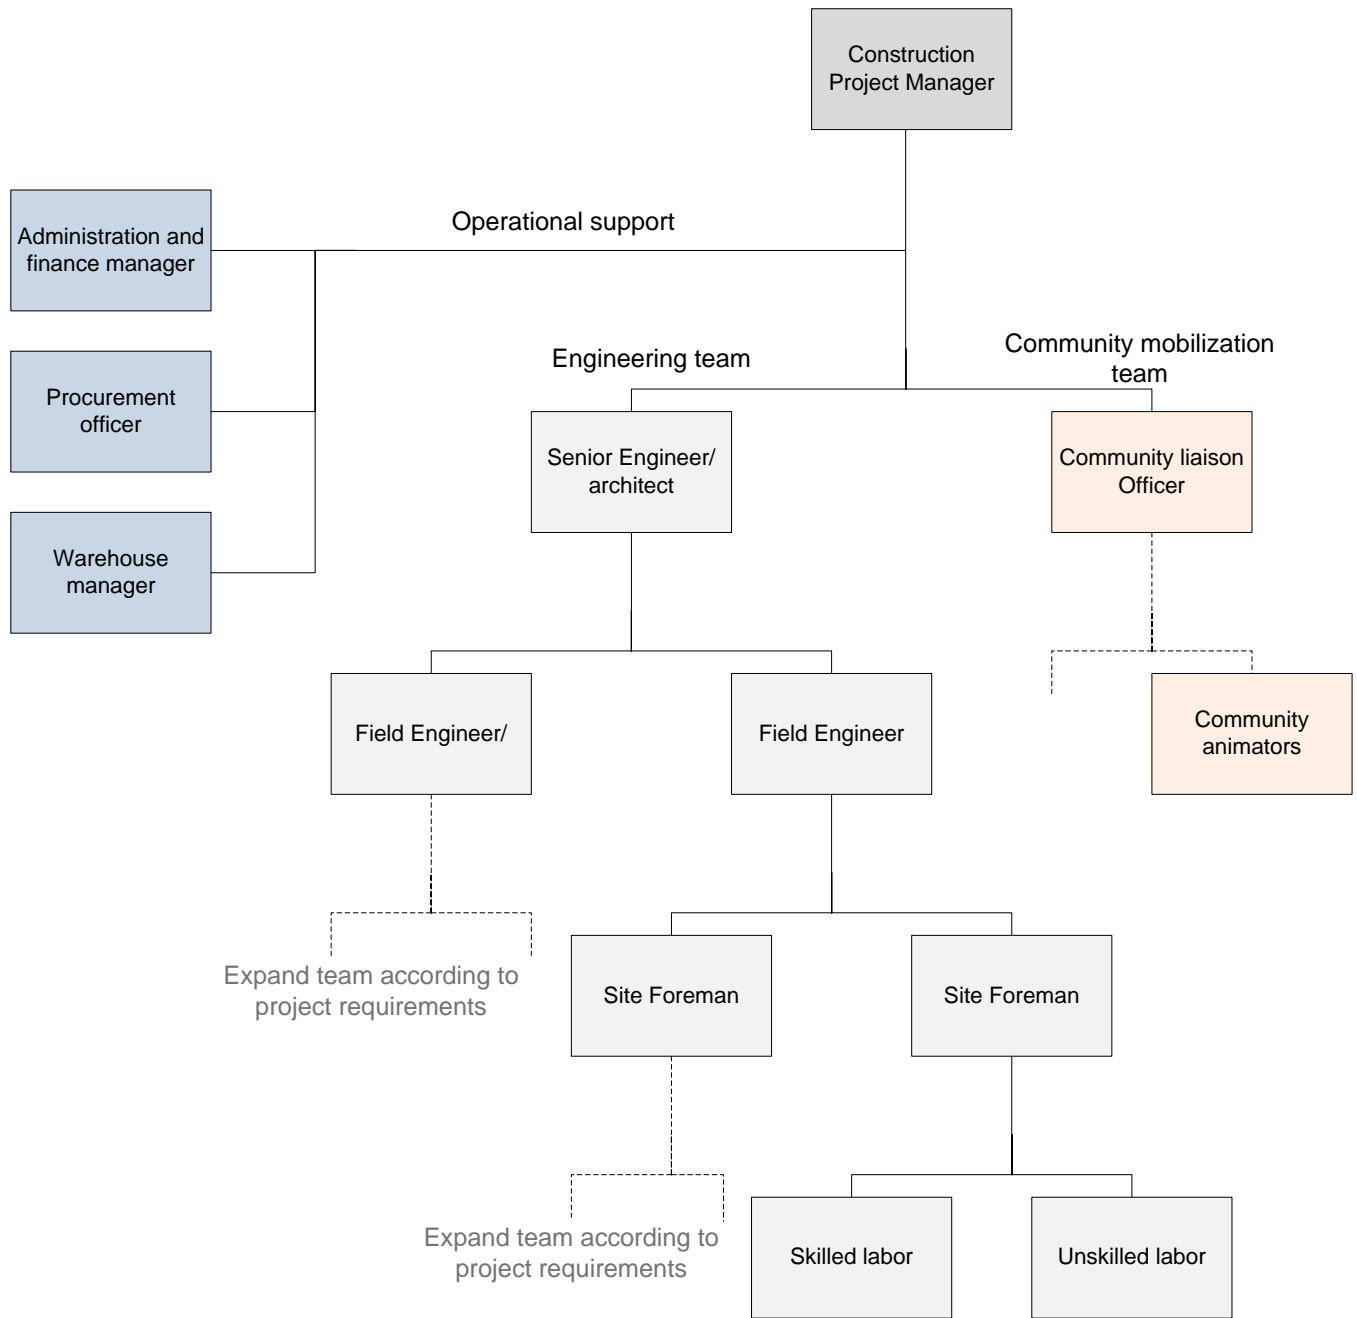 Construction
Project Manager
Operational support
Administration and
finance manager
Procurement
officer
Warehouse
manager
Engineering team
Community mobilization
team
Senior Engineer/
architect
Community liaison
Officer
Field Engineer/
Field Engineer
Community
animators
Expand team according to
project requirements
Site Foreman
Site Foreman
Expand team according to
project requirements
Skilled labor
Unskilled labor